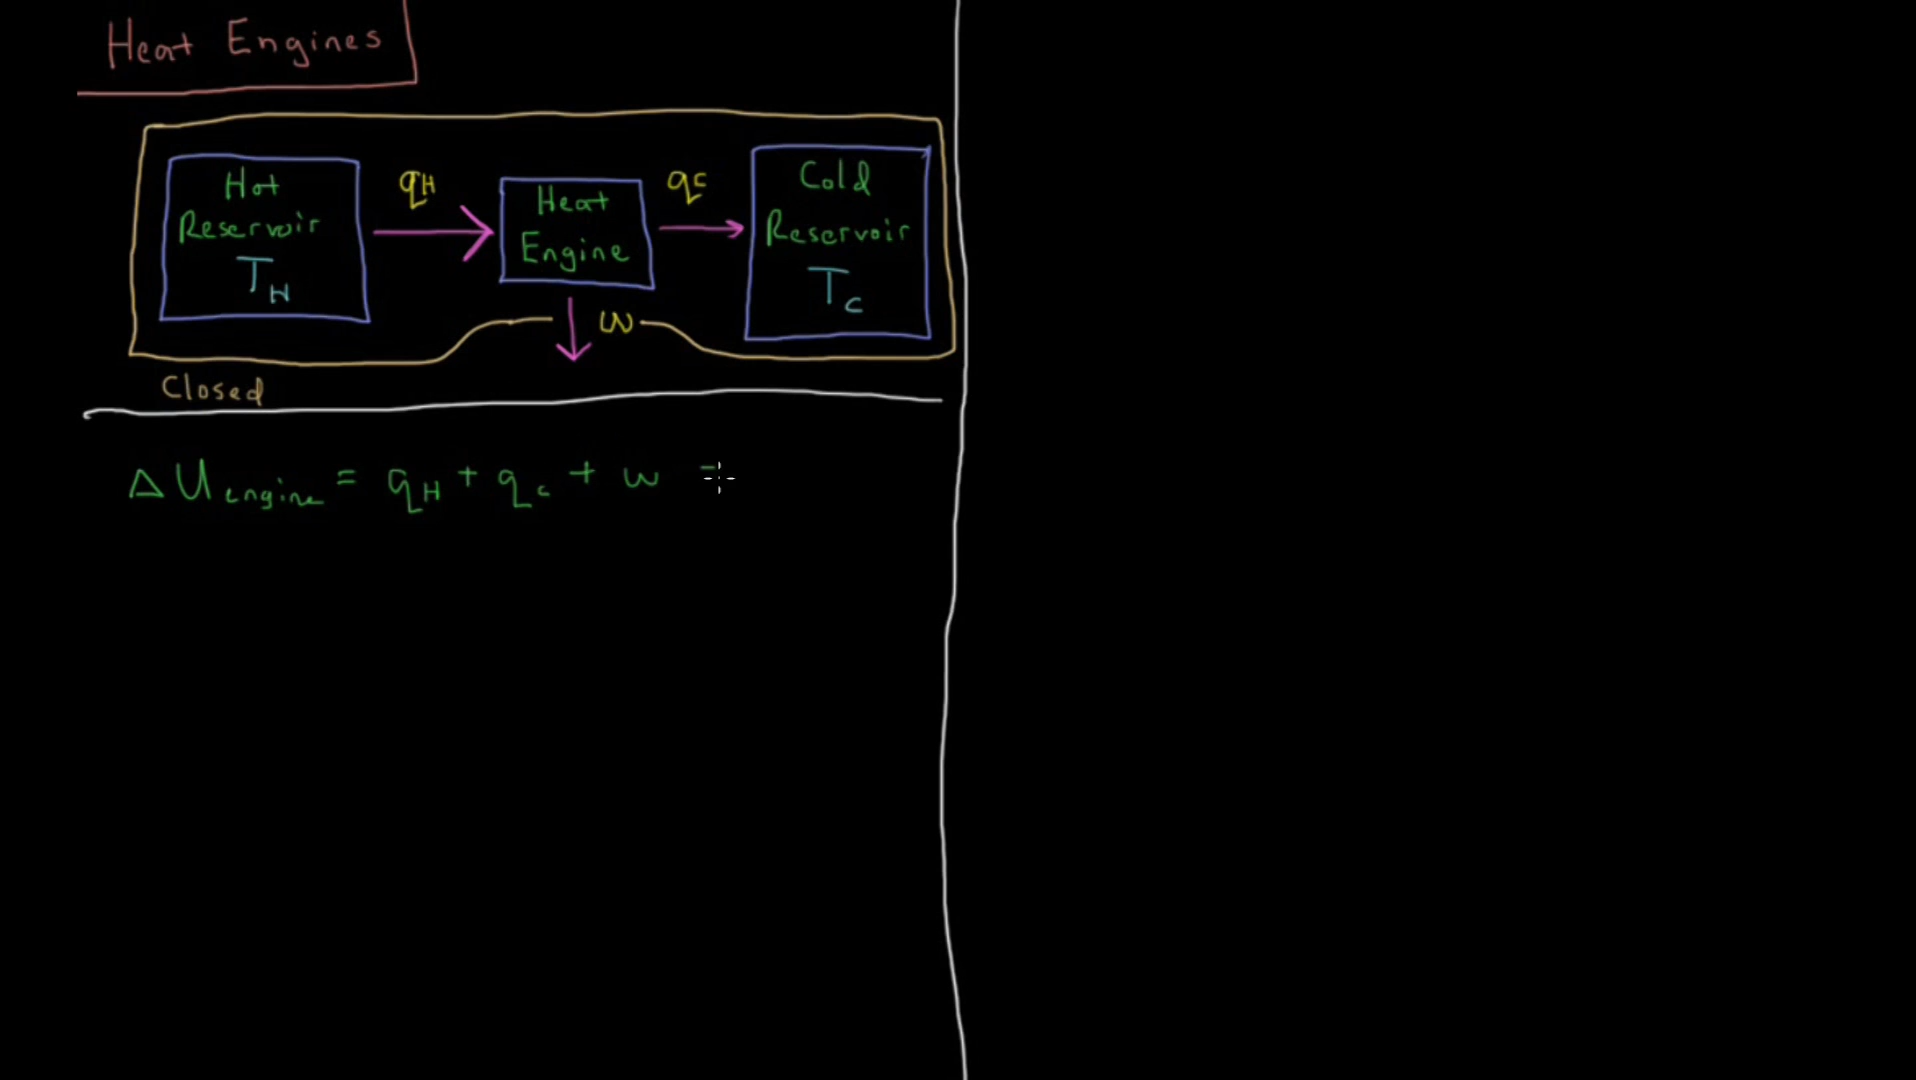 Heat Engines
Hot
Reservoir
T_H
q_H
Heat
Engine
w
q_c
Cold
Reservoir
T_c
Closed
ΔU_engine = q_H + q_c + w